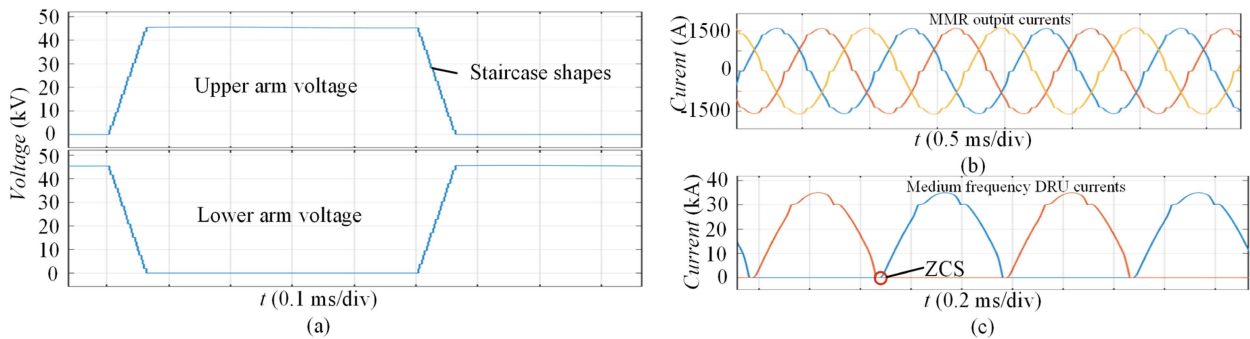 (a)
50
40
30
20
10
0
Upper arm voltage
Staircase shapes
50
40
30
20
10
0
Lower arm voltage
Voltage (kV)
t (0.1 ms/div)
(a)
MMR output currents
1500
0
-1500
Current (A)
t (0.5 ms/div)
(b)
Medium frequency DRU currents
40
30
20
10
0
Current (kA)
ZCS
t (0.2 ms/div)
(c)